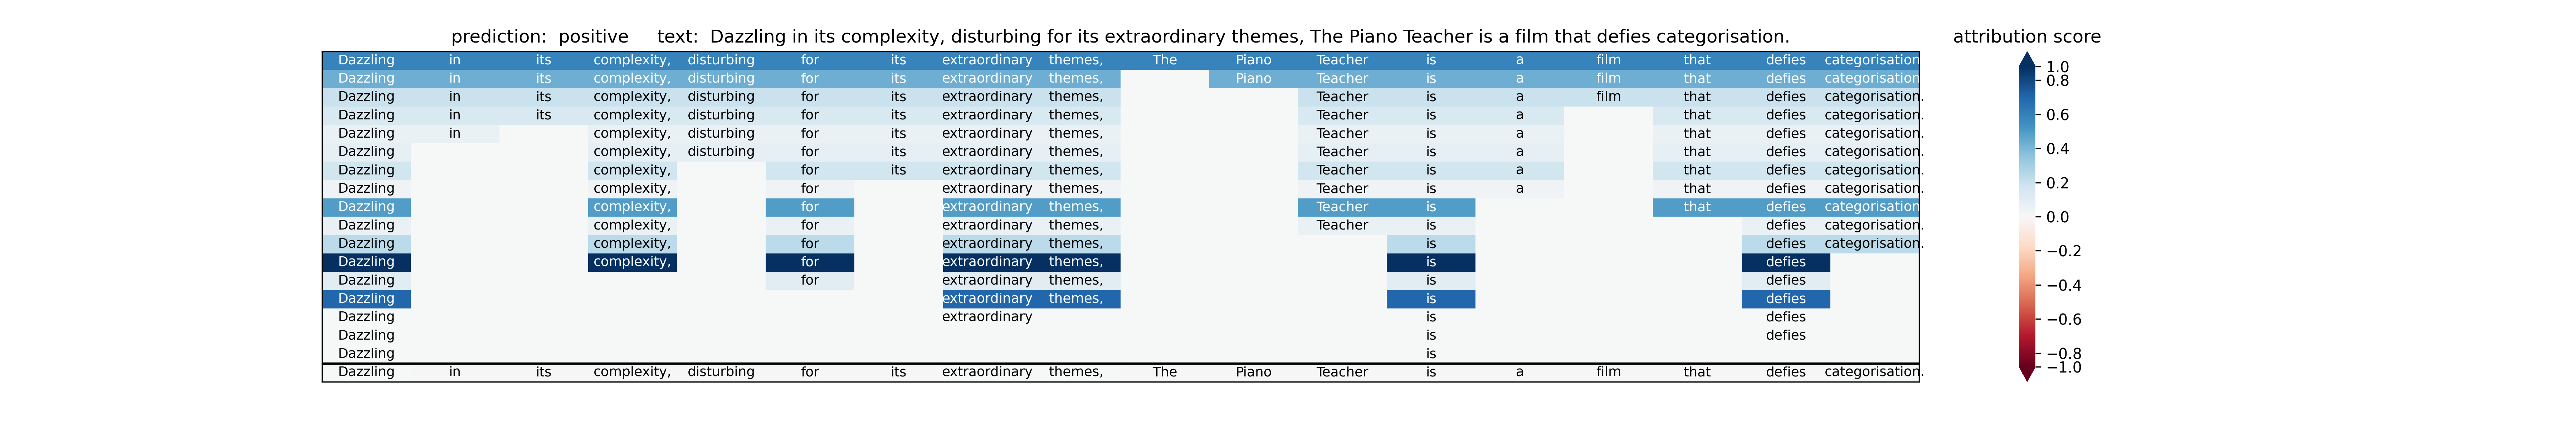 prediction: positive text: Dazzling in its complexity, disturbing for its extraordinary themes, The Piano Teacher is a film that defies categorisation.
attribution score
Dazzling in its complexity, disturbing for its extraordinary themes, The Piano Teacher is a film that defies categorisation
Dazzling in its complexity, disturbing for its extraordinary themes, Piano Teacher is a film that defies categorisation
Dazzling in its complexity, disturbing for its extraordinary themes, Teacher is a film that defies categorisation.
Dazzling in its complexity, disturbing for its extraordinary themes, Teacher is a that defies categorisation.
Dazzling in complexity, disturbing for its extraordinary themes, Teacher is a that defies categorisation.
Dazzling complexity, disturbing for its extraordinary themes, Teacher is a that defies categorisation.
Dazzling complexity, for its extraordinary themes, Teacher is a that defies categorisation.
Dazzling complexity, for extraordinary themes, Teacher is a that defies categorisation.
Dazzling complexity, for extraordinary themes, Teacher is that defies categorisation
Dazzling complexity, for extraordinary themes, Teacher is defies categorisation.
Dazzling complexity, for extraordinary themes, is defies categorisation.
Dazzling complexity, for extraordinary themes, is defies
Dazzling for extraordinary themes, is defies
Dazzling extraordinary themes, is defies
Dazzling extraordinary is defies
Dazzling is defies
Dazzling is
Dazzling in its complexity, disturbing for its extraordinary themes, The Piano Teacher is a film that defies categorisation.
1.0
0.8
0.6
0.4
0.2
0.0
−0.2
−0.4
−0.6
−0.8
−1.0